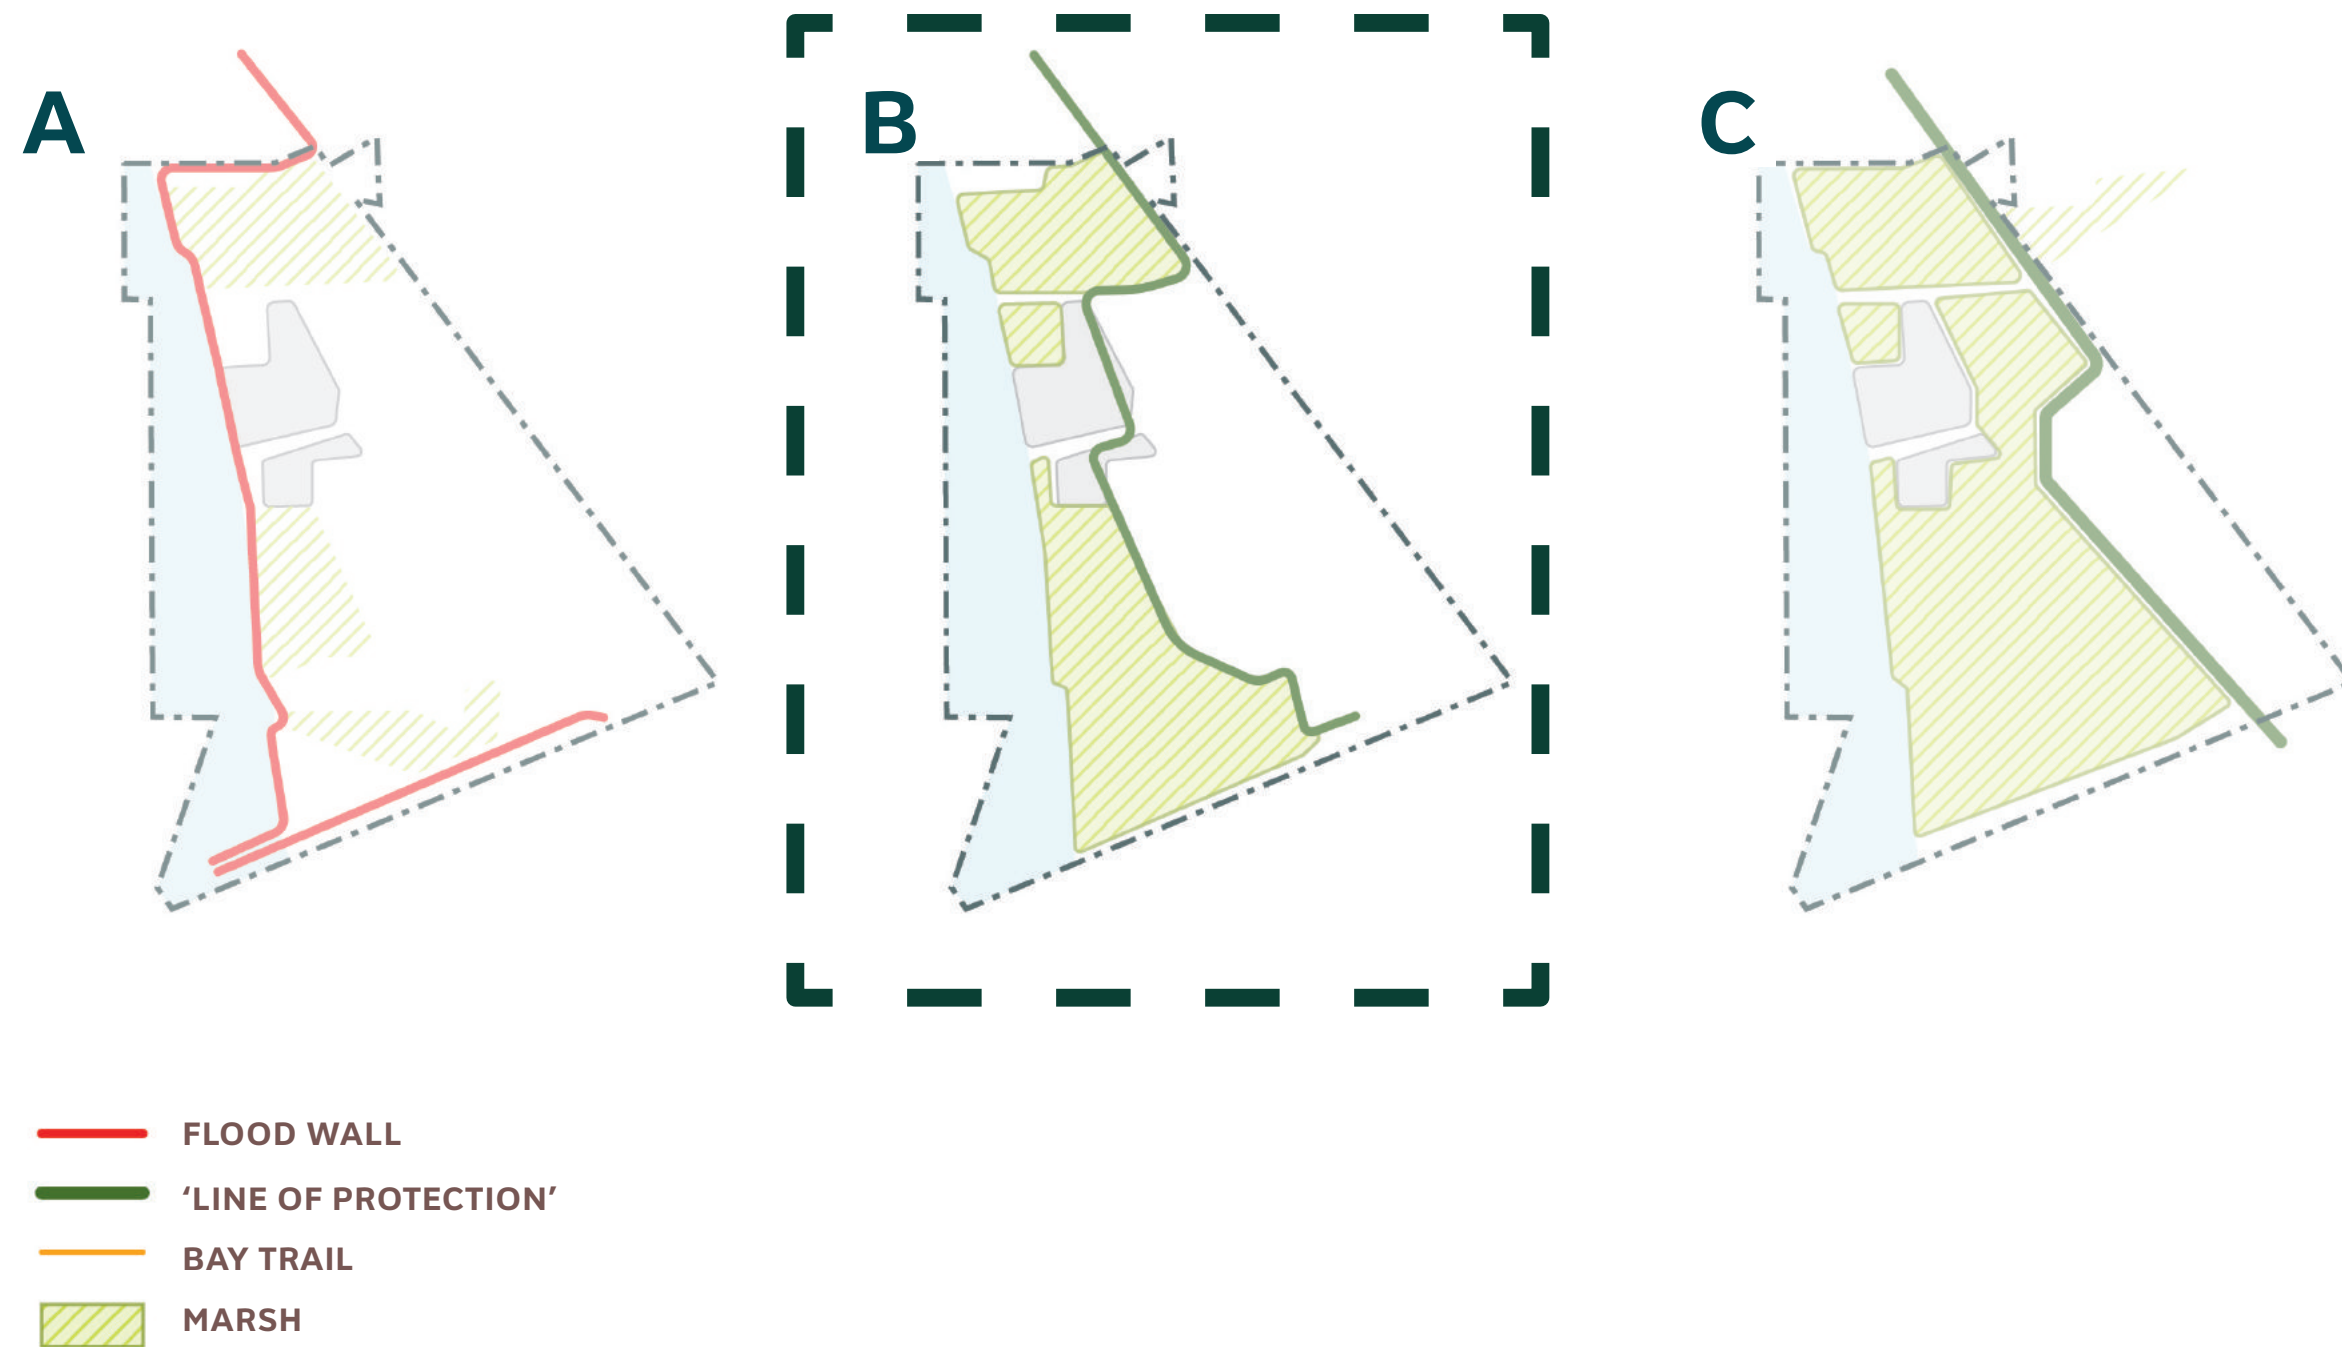 A
B
C
FLOOD WALL
‘LINE OF PROTECTION’
BAY TRAIL
MARSH